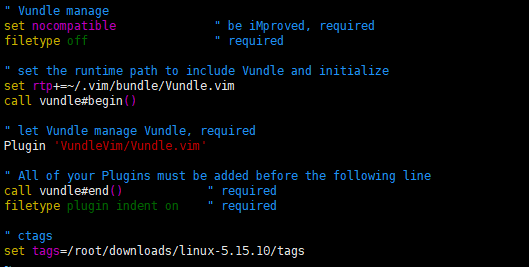 " Vundle manage
set nocompatible              " be iMproved, required
filetype off                  " required

" set the runtime path to include Vundle and initialize
set rtp+=~/.vim/bundle/Vundle.vim
call vundle#begin()

" let Vundle manage Vundle, required
Plugin 'VundleVim/Vundle.vim'

" All of your Plugins must be added before the following line
call vundle#end()            " required
filetype plugin indent on    " required

" ctags
set tags=/root/downloads/linux-5.15.10/tags
~